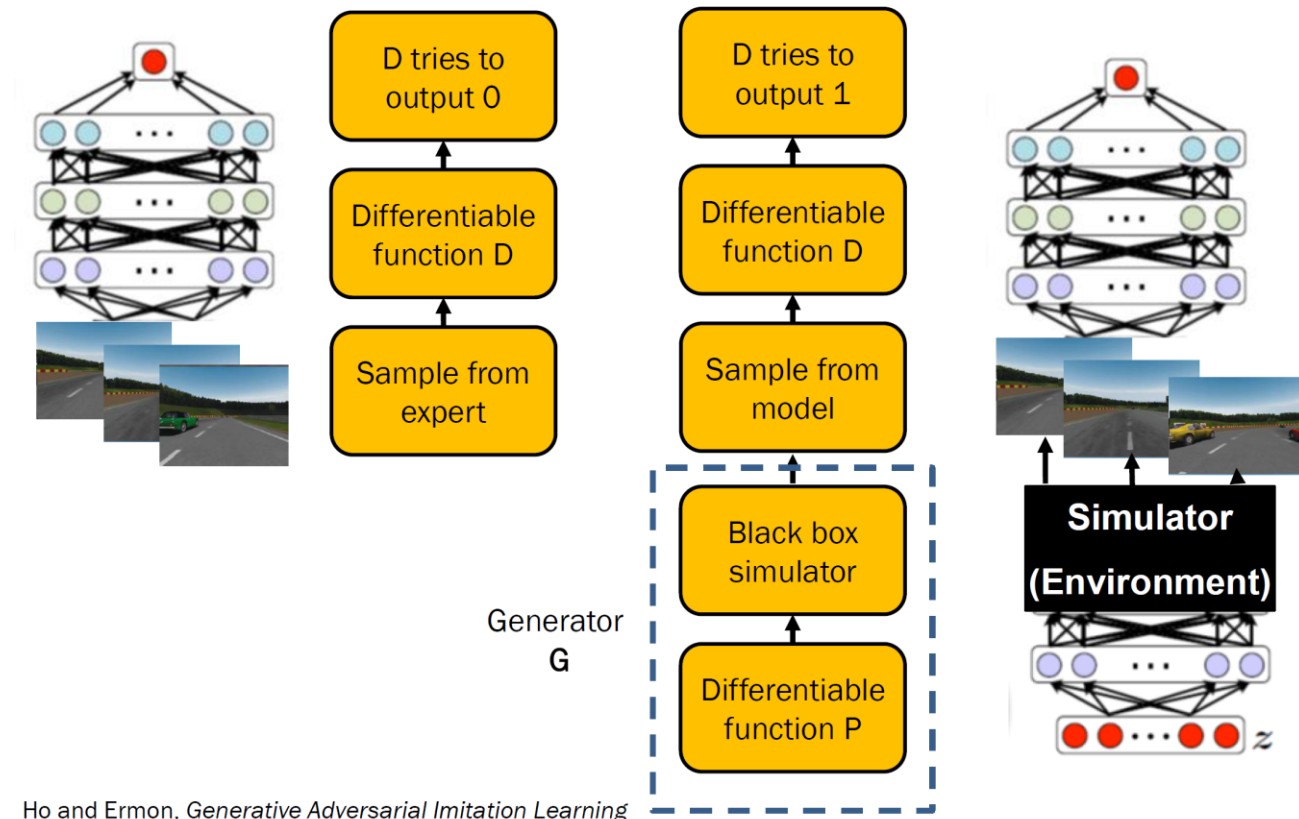 D tries to
output 0
D tries to
output 1
Differentiable
function D
Differentiable
function D
Sample from
expert
Sample from
model
Black box
simulator
Simulator
(Environment)
Generator
G
Differentiable
function P
z
Ho and Ermon, Generative Adversarial Imitation Learning